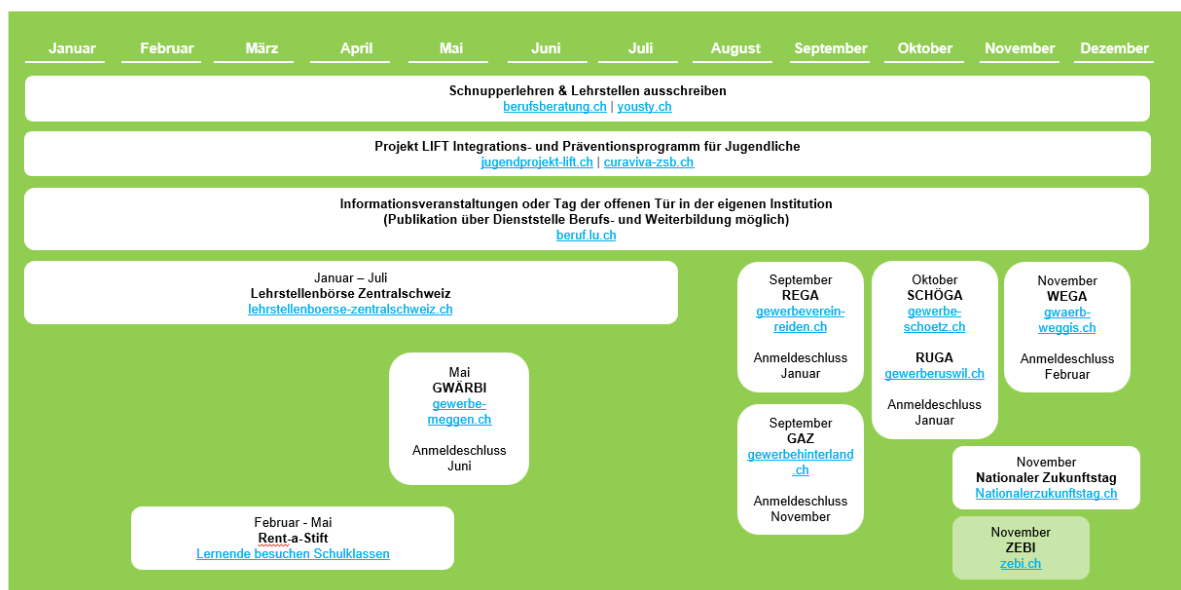 Januar Februar März April Mai Juni Juli August September Oktober November Dezember
Schnupperlehren & Lehrstellen ausschreiben
berufsberatung.ch | yousty.ch
Projekt LIFT Integrations- und Präventionsprogramm für Jugendliche
jugendprojekt-lift.ch | curaviva-zsb.ch
Informationsveranstaltungen oder Tag der offenen Tür in der eigenen Institution
(Publikation über Dienststelle Berufs- und Weiterbildung möglich)
beruf.lu.ch
Januar – Juli
Lehrstellenbörse Zentralschweiz
lehrstellenboerse-zentralschweiz.ch
September
REGA
gewerbeverein-
reiden.ch
Anmeldeschluss
Januar
Oktober
SCHÖGA
gewerbe-
schoetz.ch
RUGA
gewerberuswil.ch
Anmeldeschluss
Januar
November
WEGA
gwaerb-
weggis.ch
Anmeldeschluss
Februar
Mai
GWÄRBI
gewerbe-
meggen.ch
Anmeldeschluss
Juni
September
GAZ
gewerbehinterland
.ch
Anmeldeschluss
November
November
Nationaler Zukunftstag
Nationalerzukunftstag.ch
Februar - Mai
Rent-a-Stift
Lernende besuchen Schulklassen
November
ZEBI
zebi.ch